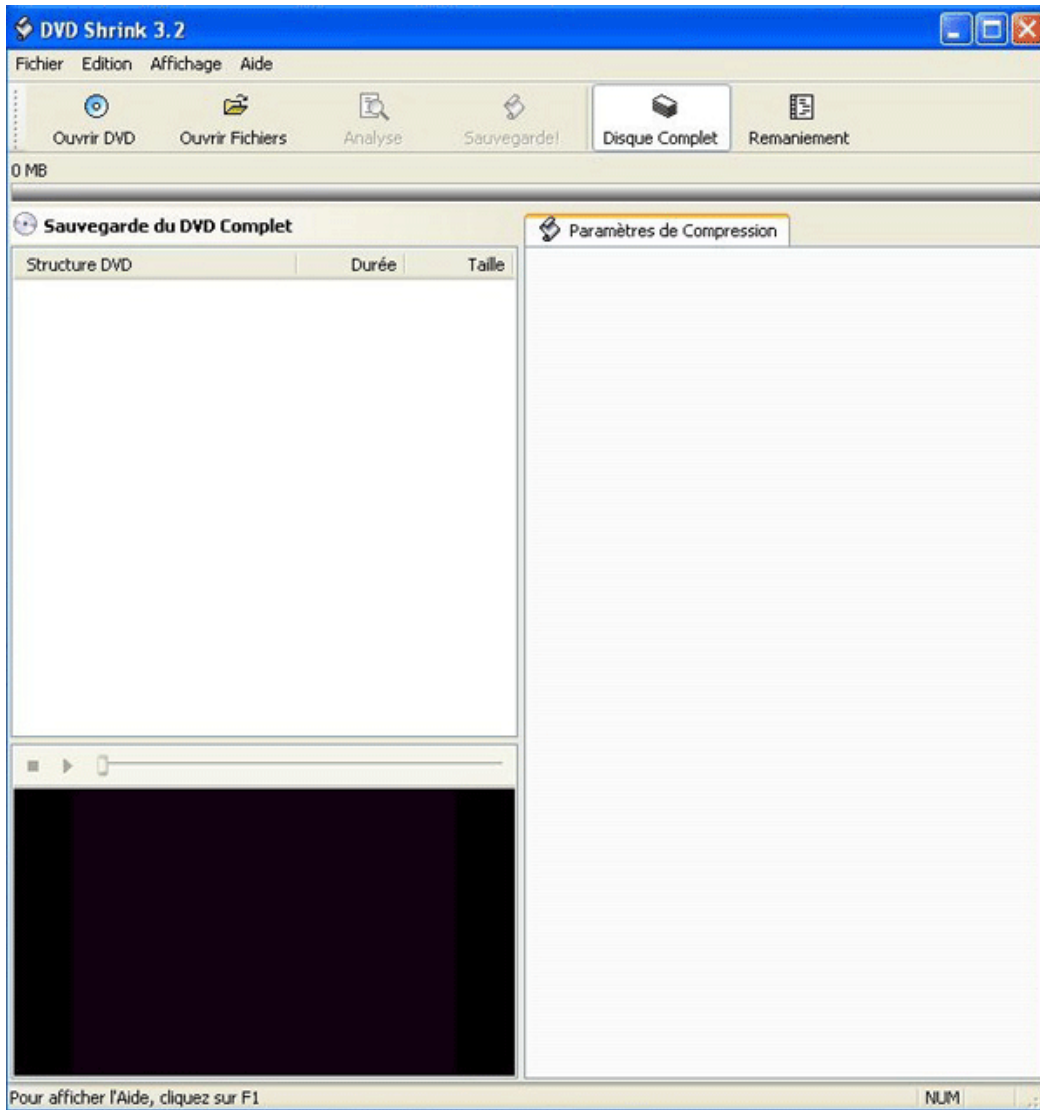 DVD Shrink 3.2
Fichier Edition Affichage Aide
Ouvrir DVD Ouvrir Fichiers Analyse Sauvegarde! Disque Complet Remaniement
0 MB
Sauvegarde du DVD Complet
Paramètres de Compression
Structure DVD Durée Taille
Pour afficher l'Aide, cliquez sur F1 NUM